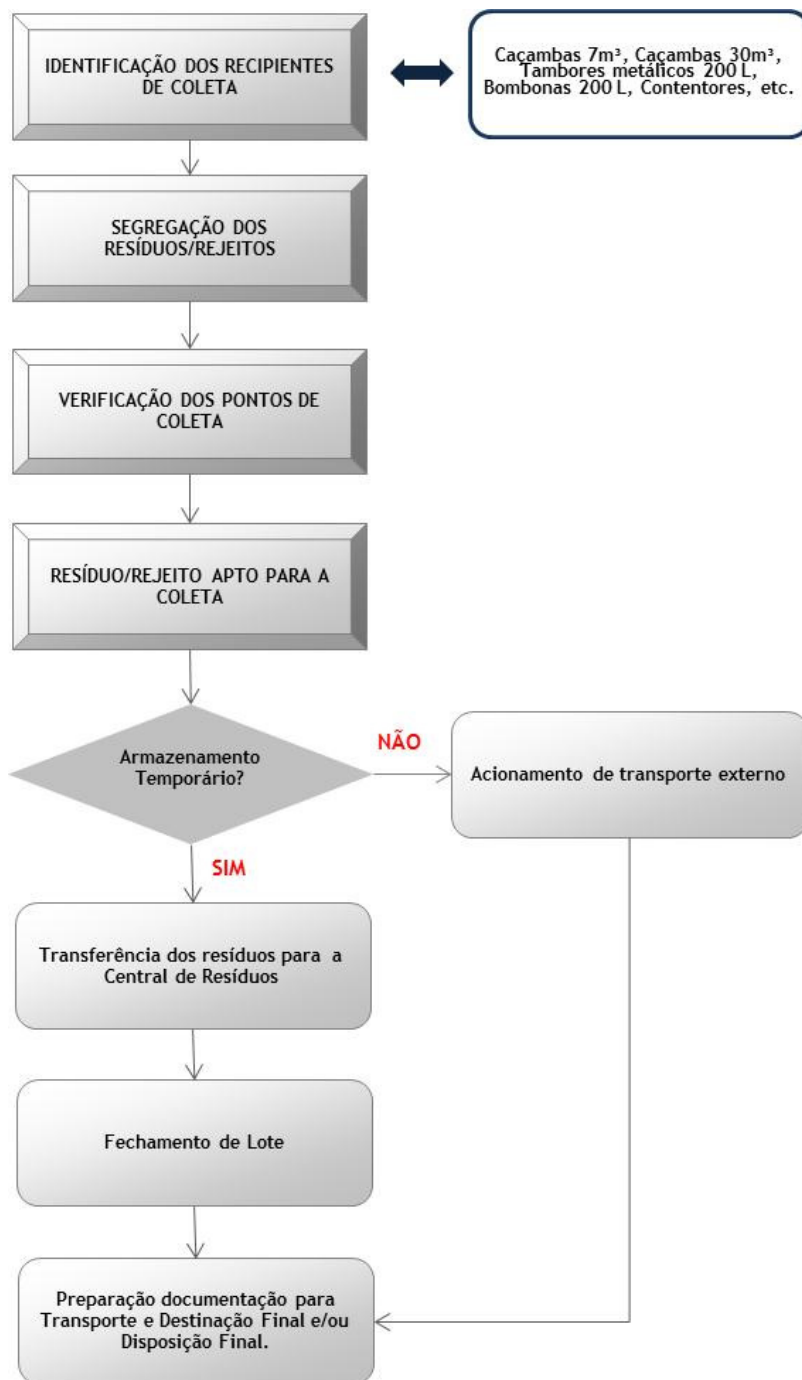 IDENTIFICAÇÃO DOS RECIPIENTES
DE COLETA
Caçambas 7m³, Caçambas 30m³,
Tambores metálicos 200 L,
Bombonas 200 L, Contentores, etc.
SEGREGAÇÃO DOS
RESÍDUOS/REJEITOS
VERIFICAÇÃO DOS PONTOS DE
COLETA
RESÍDUO/REJEITO APTO PARA A
COLETA
Armazenamento
Temporário?
NÃO
Acionamento de transporte externo
SIM
Transferência dos resíduos para a
Central de Resíduos
Fechamento de Lote
Preparação documentação para
Transporte e Destinação Final e/ou
Disposição Final.